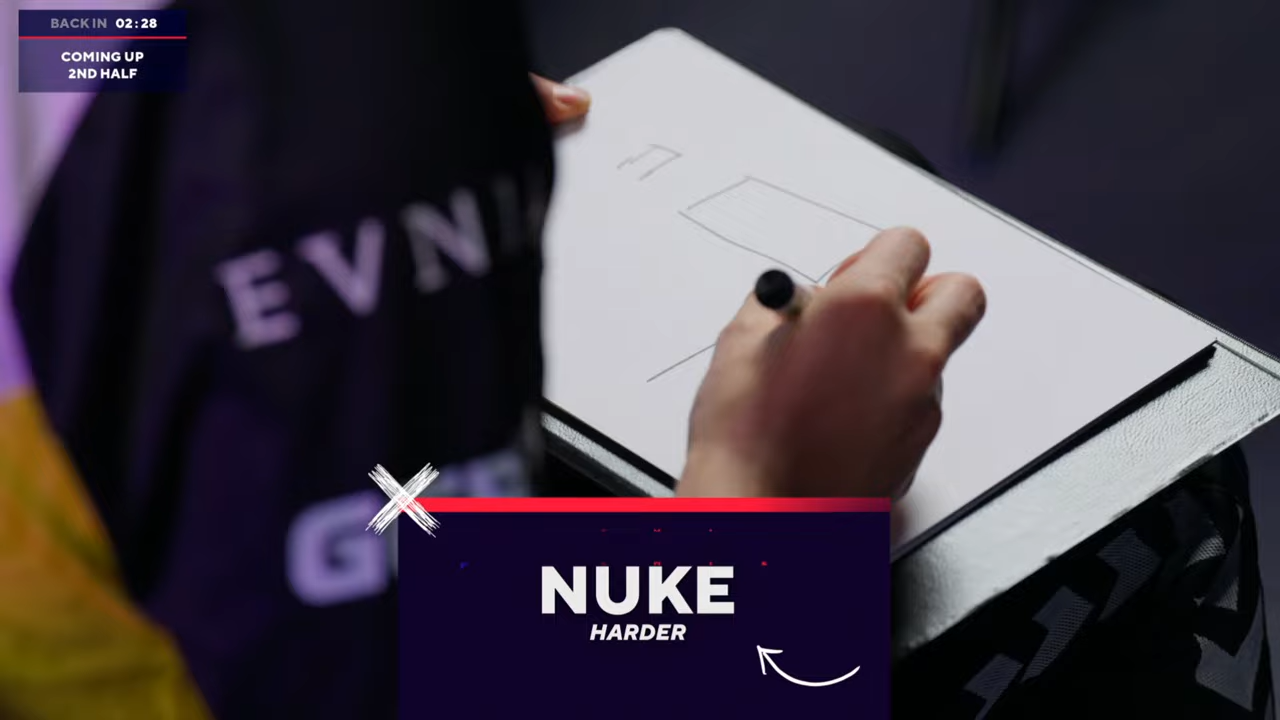 BACK IN 02:28
COMING UP
2ND HALF
EVN
G
NUKE
HARDER